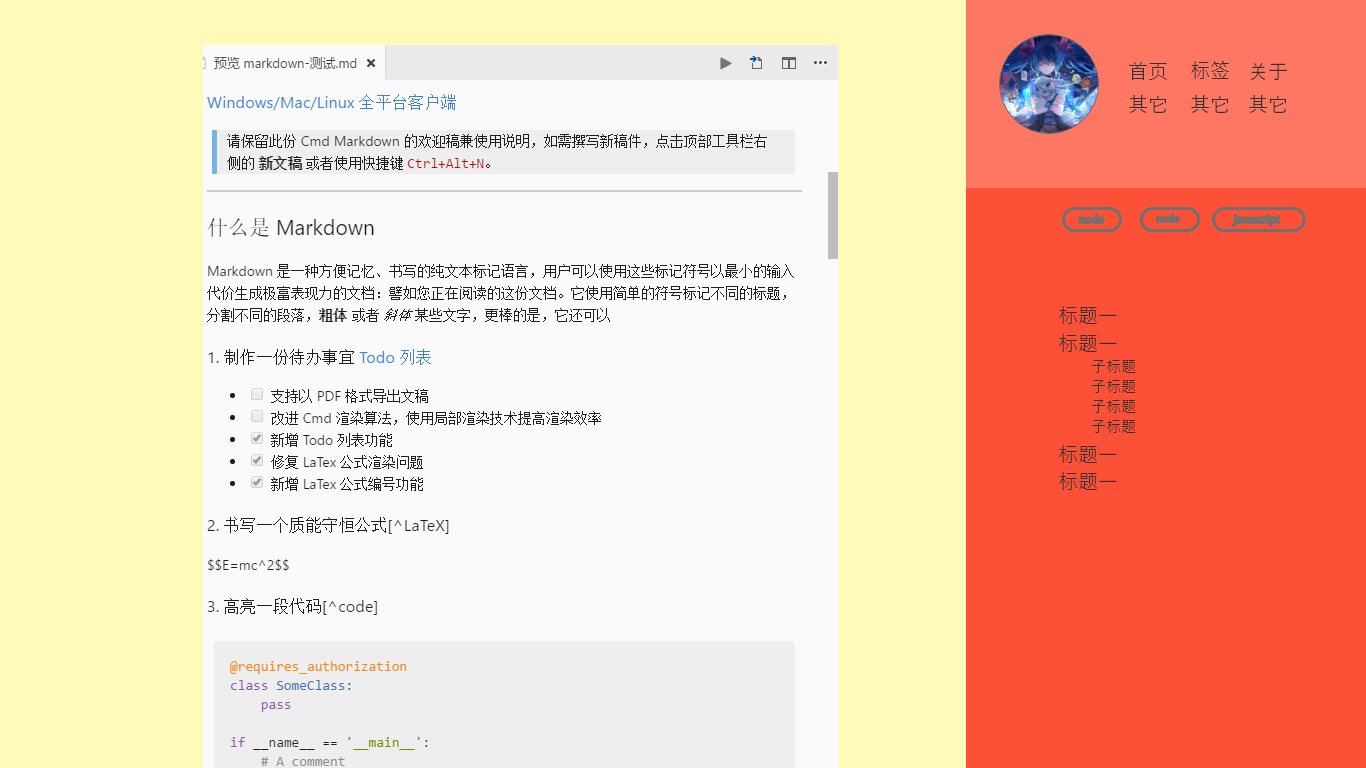 预览 markdown-测试.md
Windows/Mac/Linux 全平台客户端
请保留此份 Cmd Markdown 的欢迎稿兼使用说明，如需撰写新稿件，点击顶部工具栏右
侧的 新文稿 或者使用快捷键 Ctrl+Alt+N。
什么是 Markdown
Markdown 是一种方便记忆、书写的纯文本标记语言，用户可以使用这些标记符号以最小的输入
代价生成极富表现力的文档：譬如您正在阅读的这份文档。它使用简单的符号标记不同的标题，
分割不同的段落，粗体 或者 斜体 某些文字，更棒的是，它还可以
1. 制作一份待办事宜 Todo 列表
支持以 PDF 格式导出文稿
改进 Cmd 渲染算法，使用局部渲染技术提高渲染效率
新增 Todo 列表功能
修复 LaTex 公式渲染问题
新增 LaTex 公式编号功能
2. 书写一个质能守恒公式[^LaTeX]
$$E=mc^2$$
3. 高亮一段代码[^code]
@requires_authorization
class SomeClass:
    pass
if __name__ == '__main__':
    # A comment
首页 标签 关于
其它 其它 其它
node node javascript
标题一
标题一
子标题
子标题
子标题
子标题
标题一
标题一